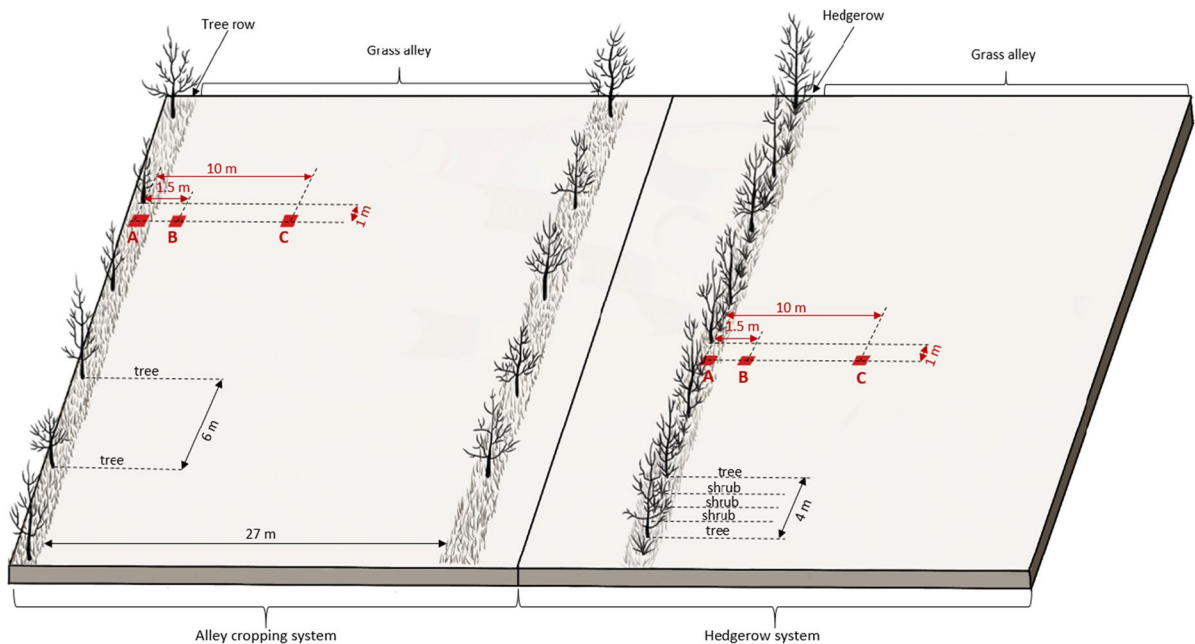 Tree row
Hedgerow
Grass alley
Grass alley
10 m
1.5 m
1 m
A
B
C
10 m
1.5 m
1 m
A
B
C
tree
6 m
tree
tree
shrub
shrub
shrub
tree
4 m
27 m
Alley cropping system
Hedgerow system